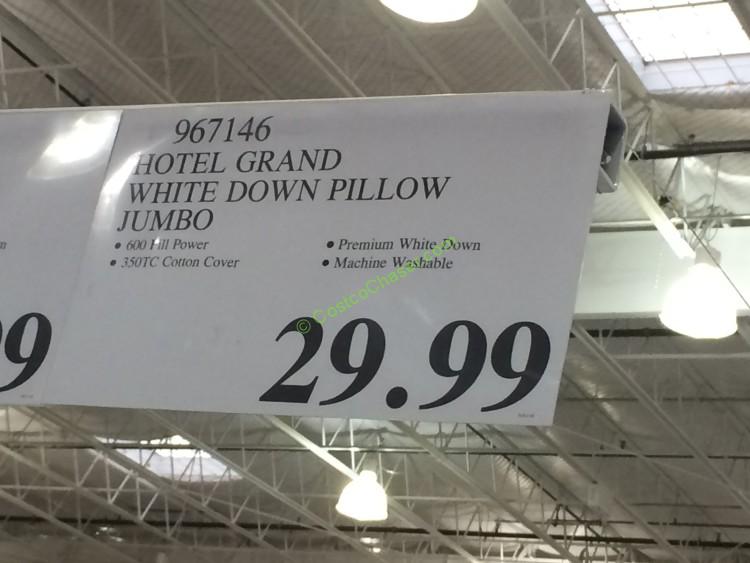 967146
HOTEL GRAND
WHITE DOWN PILLOW
JUMBO
• 600 Fill Power
• Premium White Down
• 350TC Cotton Cover
• Machine Washable
© CostcoChaser.com
29.99
9